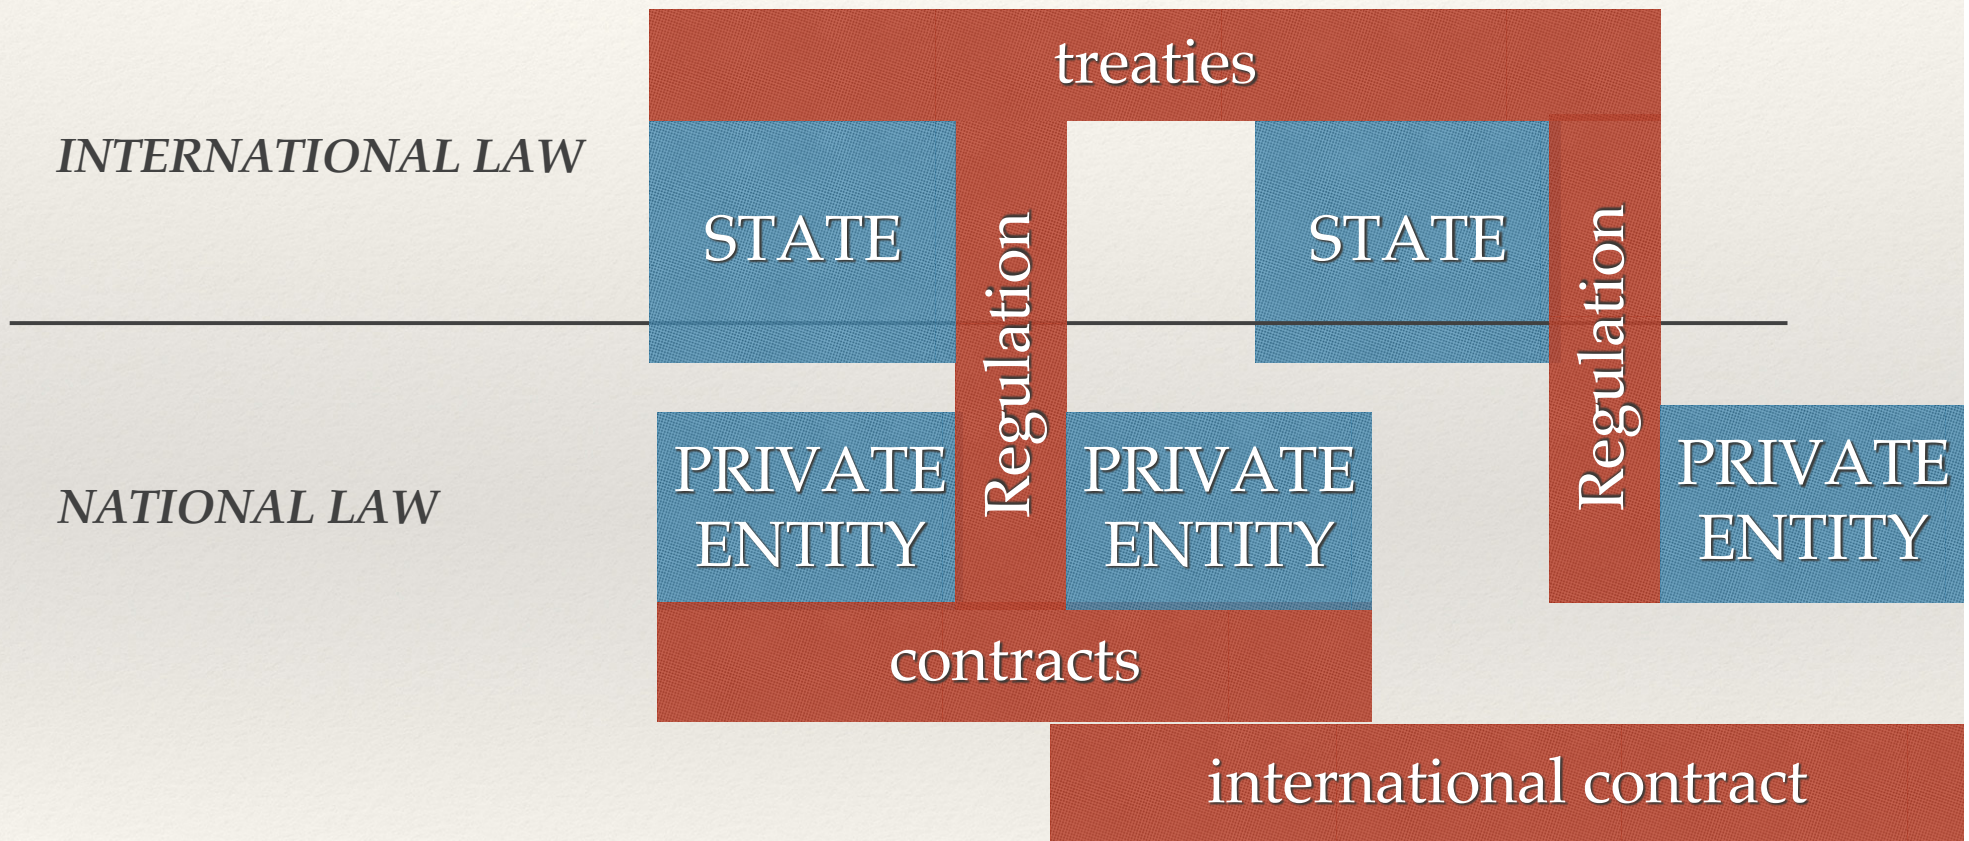 treaties
INTERNATIONAL LAW
STATE
Regulation
STATE
Regulation
NATIONAL LAW
PRIVATE
ENTITY
PRIVATE
ENTITY
PRIVATE
ENTITY
contracts
international contract